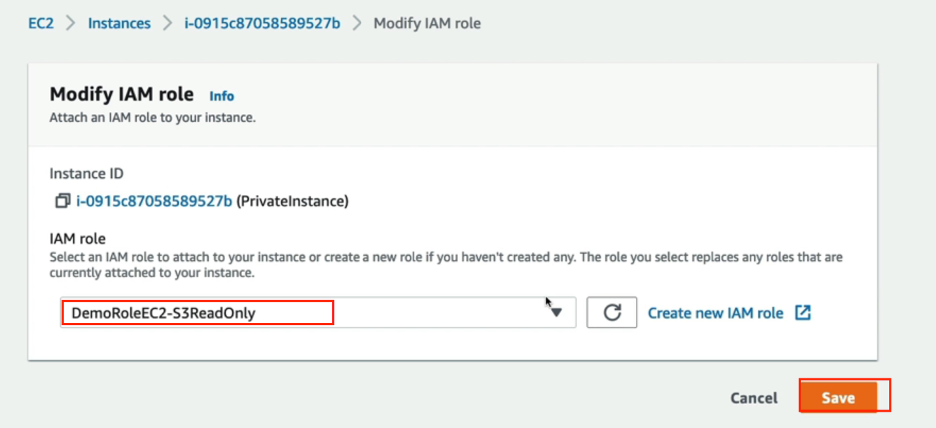 EC2 > Instances > i-0915c87058589527b > Modify IAM role
Modify IAM role Info
Attach an IAM role to your instance.
Instance ID
i-0915c87058589527b (PrivateInstance)
IAM role
Select an IAM role to attach to your instance or create a new role if you haven't created any. The role you select replaces any roles that are
currently attached to your instance.
DemoRoleEC2-S3ReadOnly Create new IAM role
Cancel Save